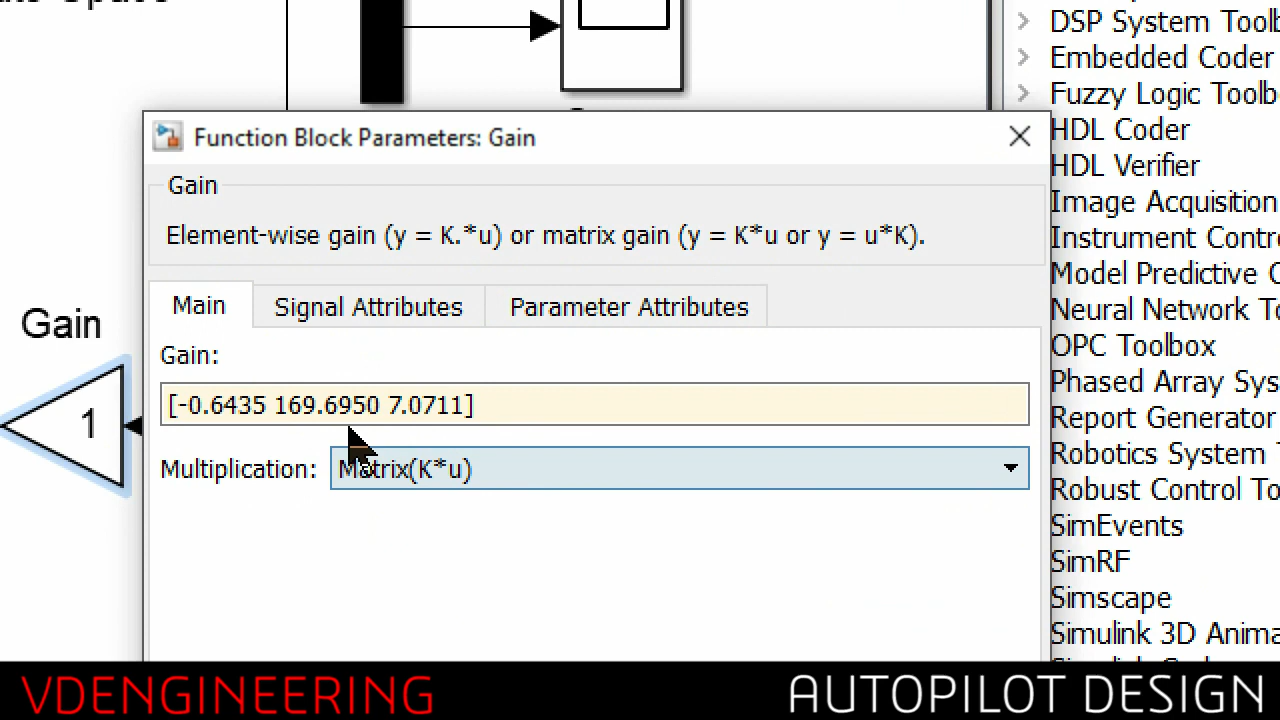 DSP System Toolb
Embedded Coder
Fuzzy Logic Toolb
HDL Coder
HDL Verifier
Image Acquisition
Instrument Contr
Model Predictive C
Neural Network To
OPC Toolbox
Phased Array Sys
Report Generator
Robotics System T
Robust Control To
SimEvents
SimRF
Simscape
Simulink 3D Anima
Function Block Parameters: Gain
Gain
Element-wise gain (y = K.*u) or matrix gain (y = K*u or y = u*K).
Main
Signal Attributes
Parameter Attributes
Gain:
[-0.6435 169.6950 7.0711]
Multiplication:
Matrix(K*u)
Gain
1
VDENGINEERING
AUTOPILOT DESIGN